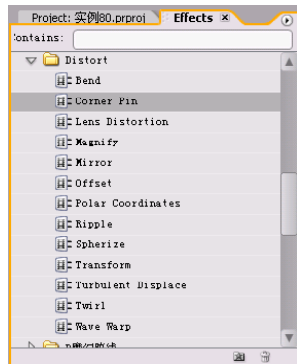 Project: 实例80.prproj Effects ×
Contains:
Distort
Bend
Corner Pin
Lens Distortion
Magnify
Mirror
Offset
Polar Coordinates
Ripple
Spherize
Transform
Turbulent Displace
Twirl
Wave Warp